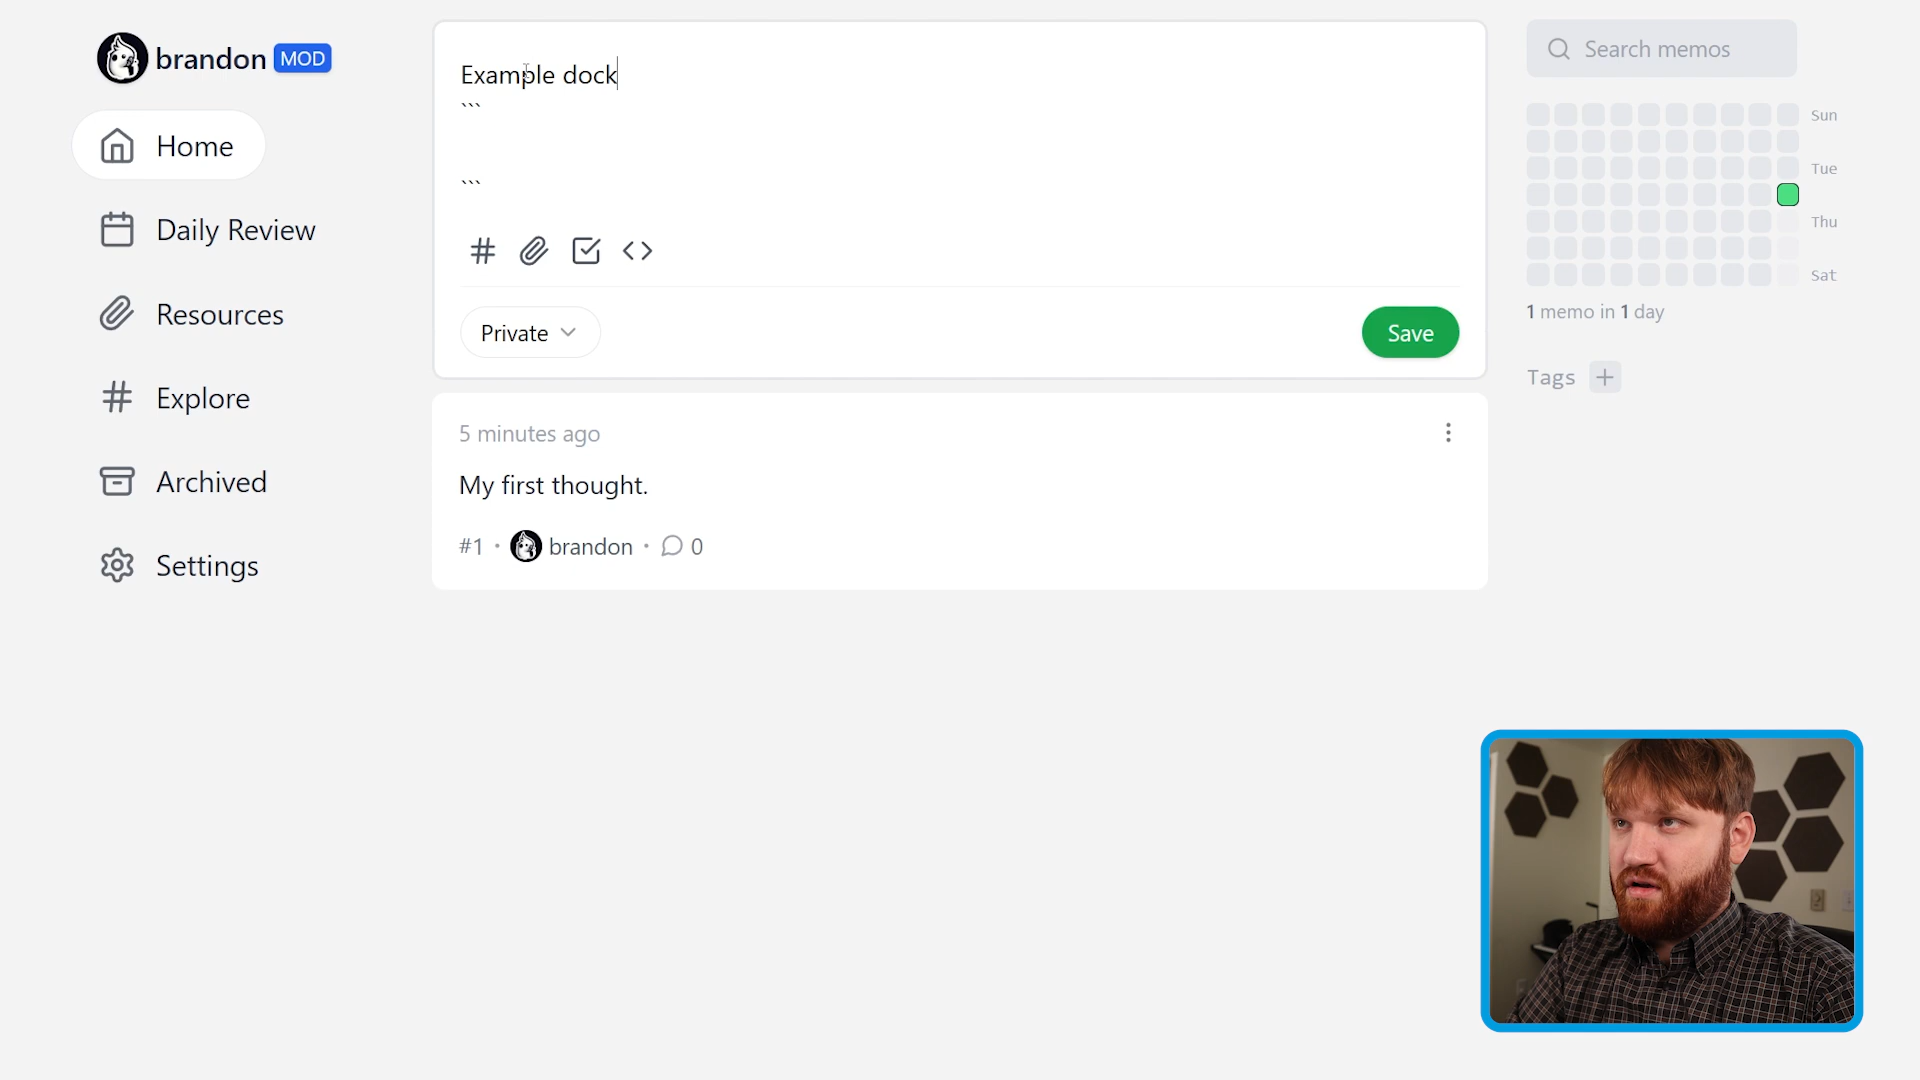 brandon MOD
Home
Daily Review
Resources
Explore
Archived
Settings
Example dock
```
```
Private
Save
5 minutes ago
My first thought.
#1 · brandon · 0
Search memos
Sun
Tue
Thu
Sat
1 memo in 1 day
Tags